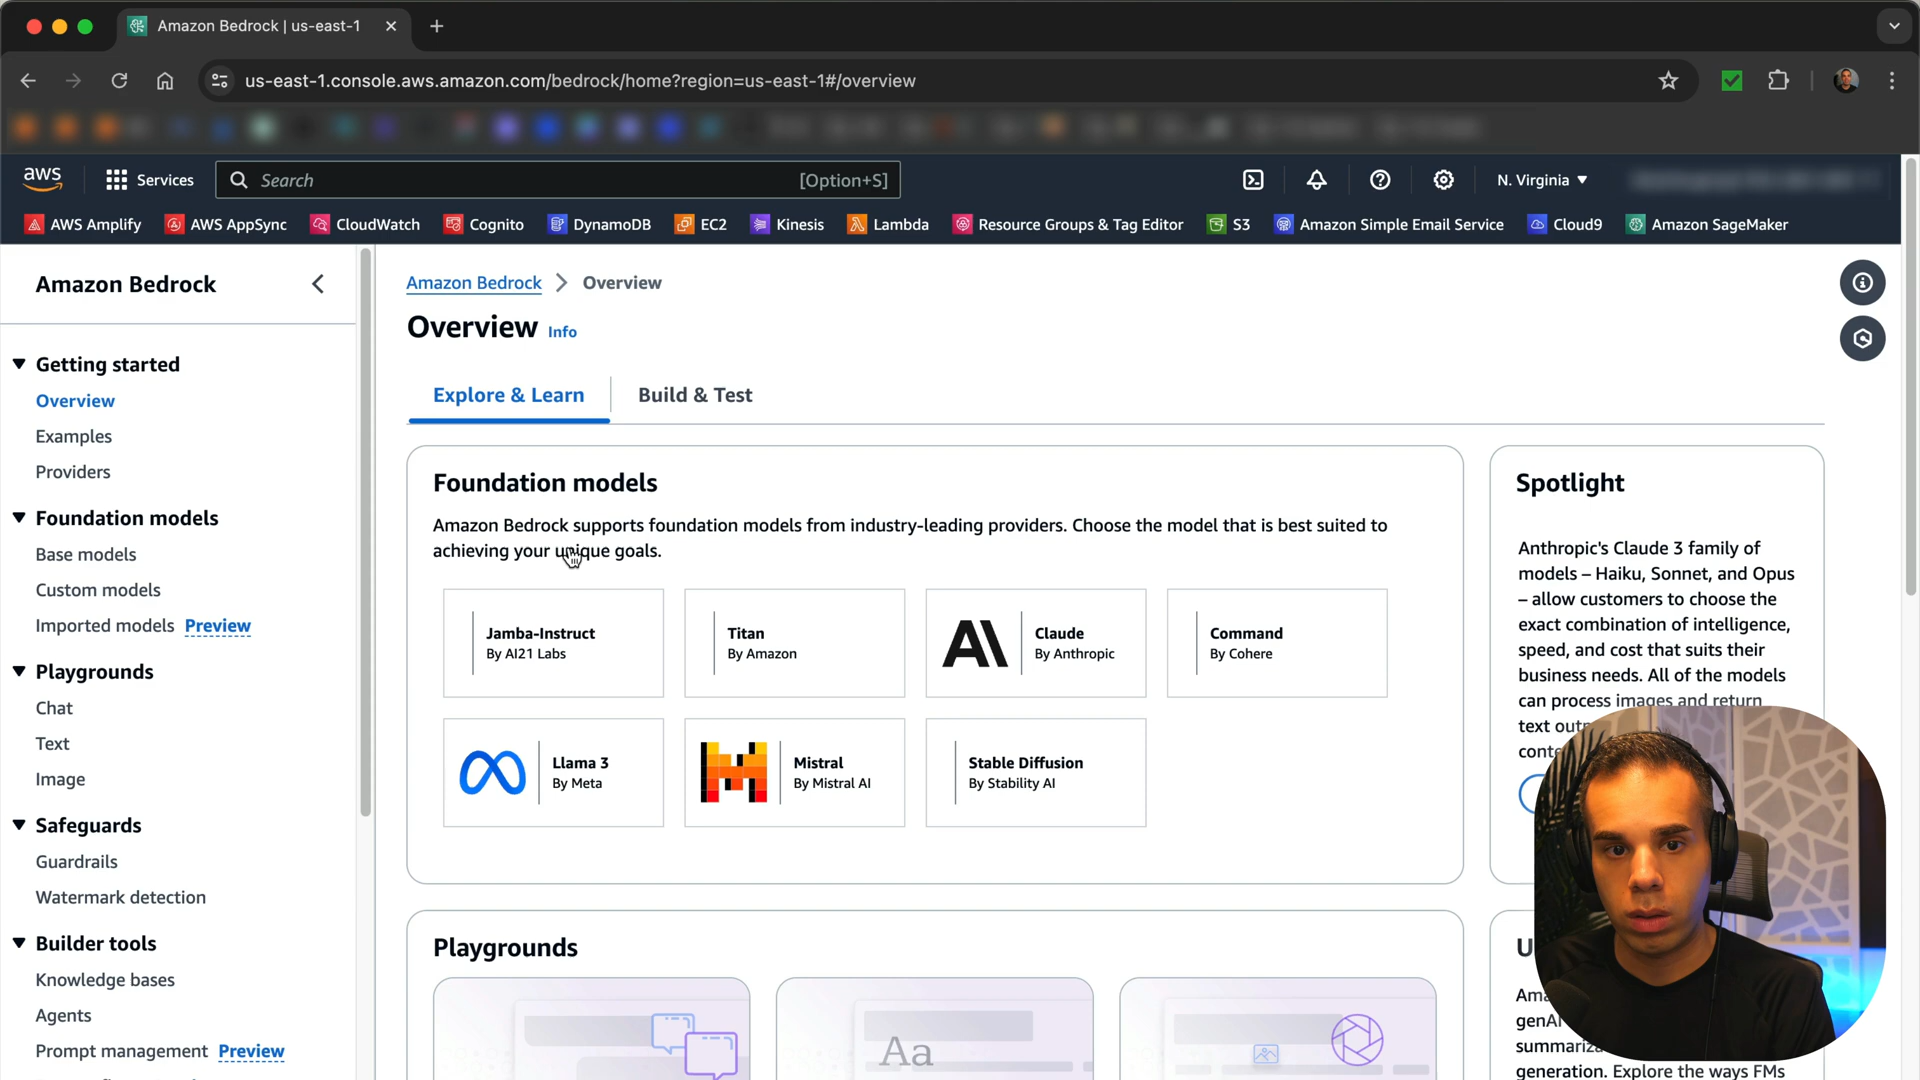 Amazon Bedrock | us-east-1
us-east-1.console.aws.amazon.com/bedrock/home?region=us-east-1#/overview
aws
Services
Search
[Option+S]
N. Virginia
AWS Amplify
AWS AppSync
CloudWatch
Cognito
DynamoDB
EC2
Kinesis
Lambda
Resource Groups & Tag Editor
S3
Amazon Simple Email Service
Cloud9
Amazon SageMaker
Amazon Bedrock
Getting started
Overview
Examples
Providers
Foundation models
Base models
Custom models
Imported models Preview
Playgrounds
Chat
Text
Image
Safeguards
Guardrails
Watermark detection
Builder tools
Knowledge bases
Agents
Prompt management Preview
Amazon Bedrock > Overview
Overview Info
Explore & Learn
Build & Test
Foundation models
Amazon Bedrock supports foundation models from industry-leading providers. Choose the model that is best suited to
achieving your unique goals.
Jamba-Instruct
By AI21 Labs
Titan
By Amazon
Claude
By Anthropic
Command
By Cohere
Llama 3
By Meta
Mistral
By Mistral AI
Stable Diffusion
By Stability AI
Playgrounds
Aa
Spotlight
Anthropic's Claude 3 family of
models – Haiku, Sonnet, and Opus
– allow customers to choose the
exact combination of intelligence,
speed, and cost that suits their
business needs. All of the models
can process images and return
text
genAI
generation. Explore the ways FMs